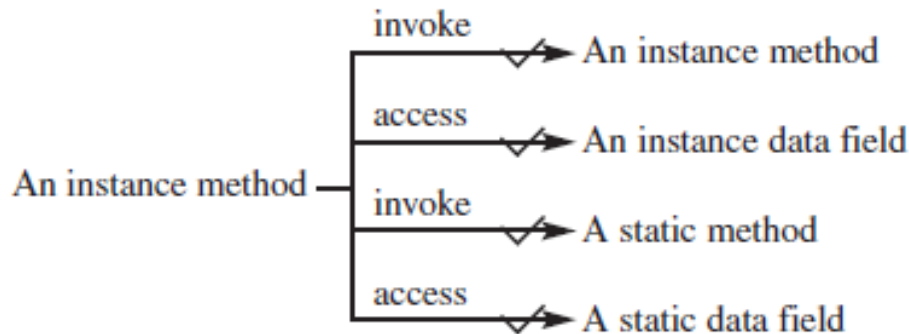 invoke
An instance method
access
An instance data field
An instance method
invoke
A static method
access
A static data field